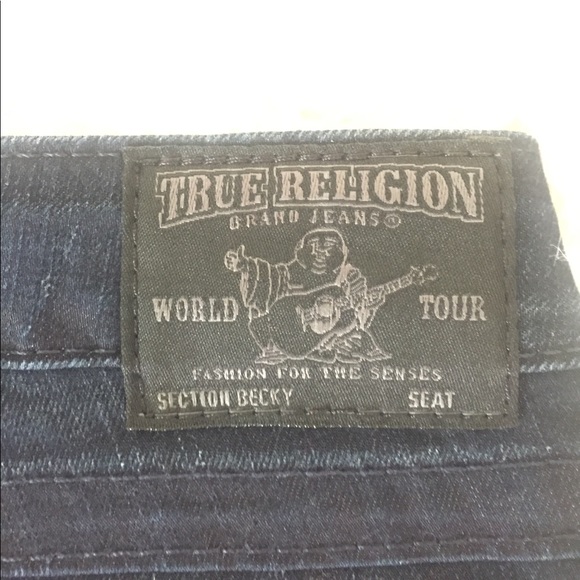 TRUE RELIGION
BRAND JEANS®
WORLD TOUR
FASHION FOR THE SENSES
SECTION BECKY SEAT